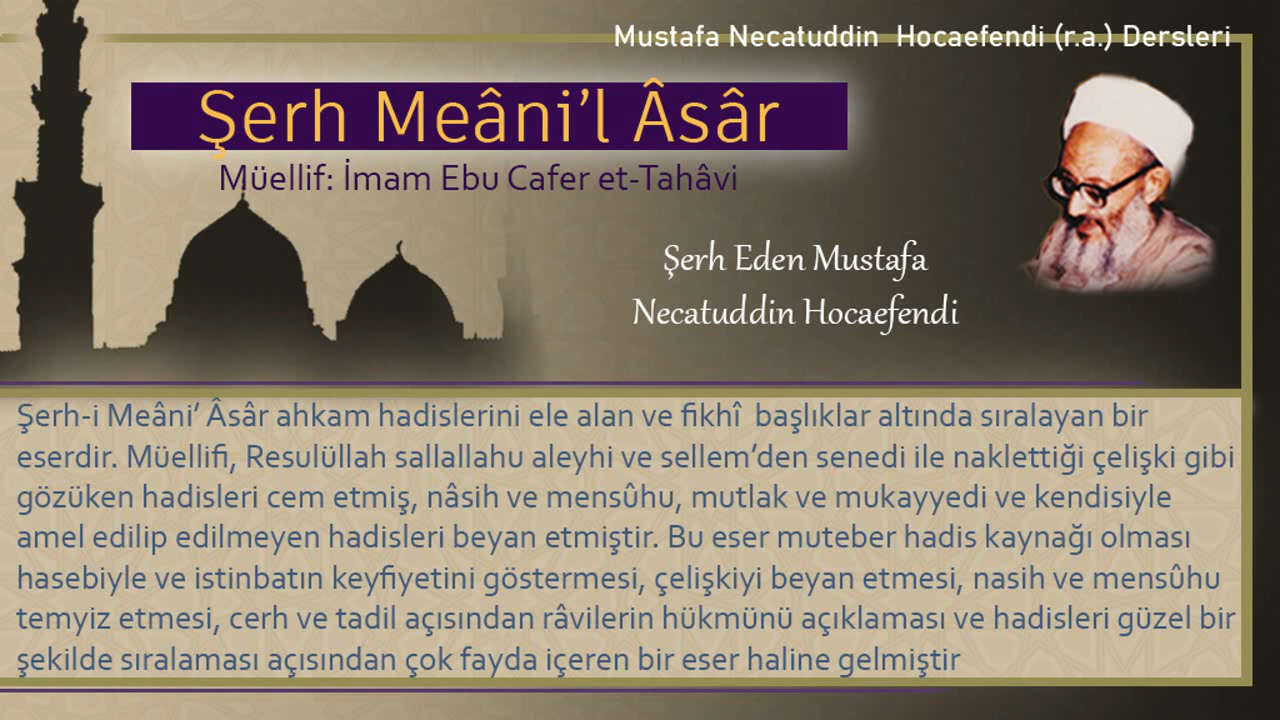 Mustafa Necatuddin Hocaefendi (r.a.) Dersleri
Şerh Meâni’l Âsâr
Müellif: İmam Ebu Cafer et-Tahâvi
Şerh Eden Mustafa
Necatuddin Hocaefendi
Şerh-i Meâni’ Âsâr ahkam hadislerini ele alan ve fikhî başlıklar altında sıralayan bir
eserdir. Müellifi, Resulüllah sallallahu aleyhi ve sellem’den senedi ile naklettiği çelişki gibi
gözüken hadisleri cem etmiş, nâsih ve mensûhu, mutlak ve mukayyedi ve kendisiyle
amel edilip edilmeyen hadisleri beyan etmiştir. Bu eser muteber hadis kaynağı olması
hasebiyle ve istinbatın keyfiyetini göstermesi, çelişkiyi beyan etmesi, nasih ve mensûhu
temyiz etmesi, cerh ve tadil açısından râvilerin hükmünü açıklaması ve hadisleri güzel bir
şekilde sıralaması açısından çok fayda içeren bir eser haline gelmiştir